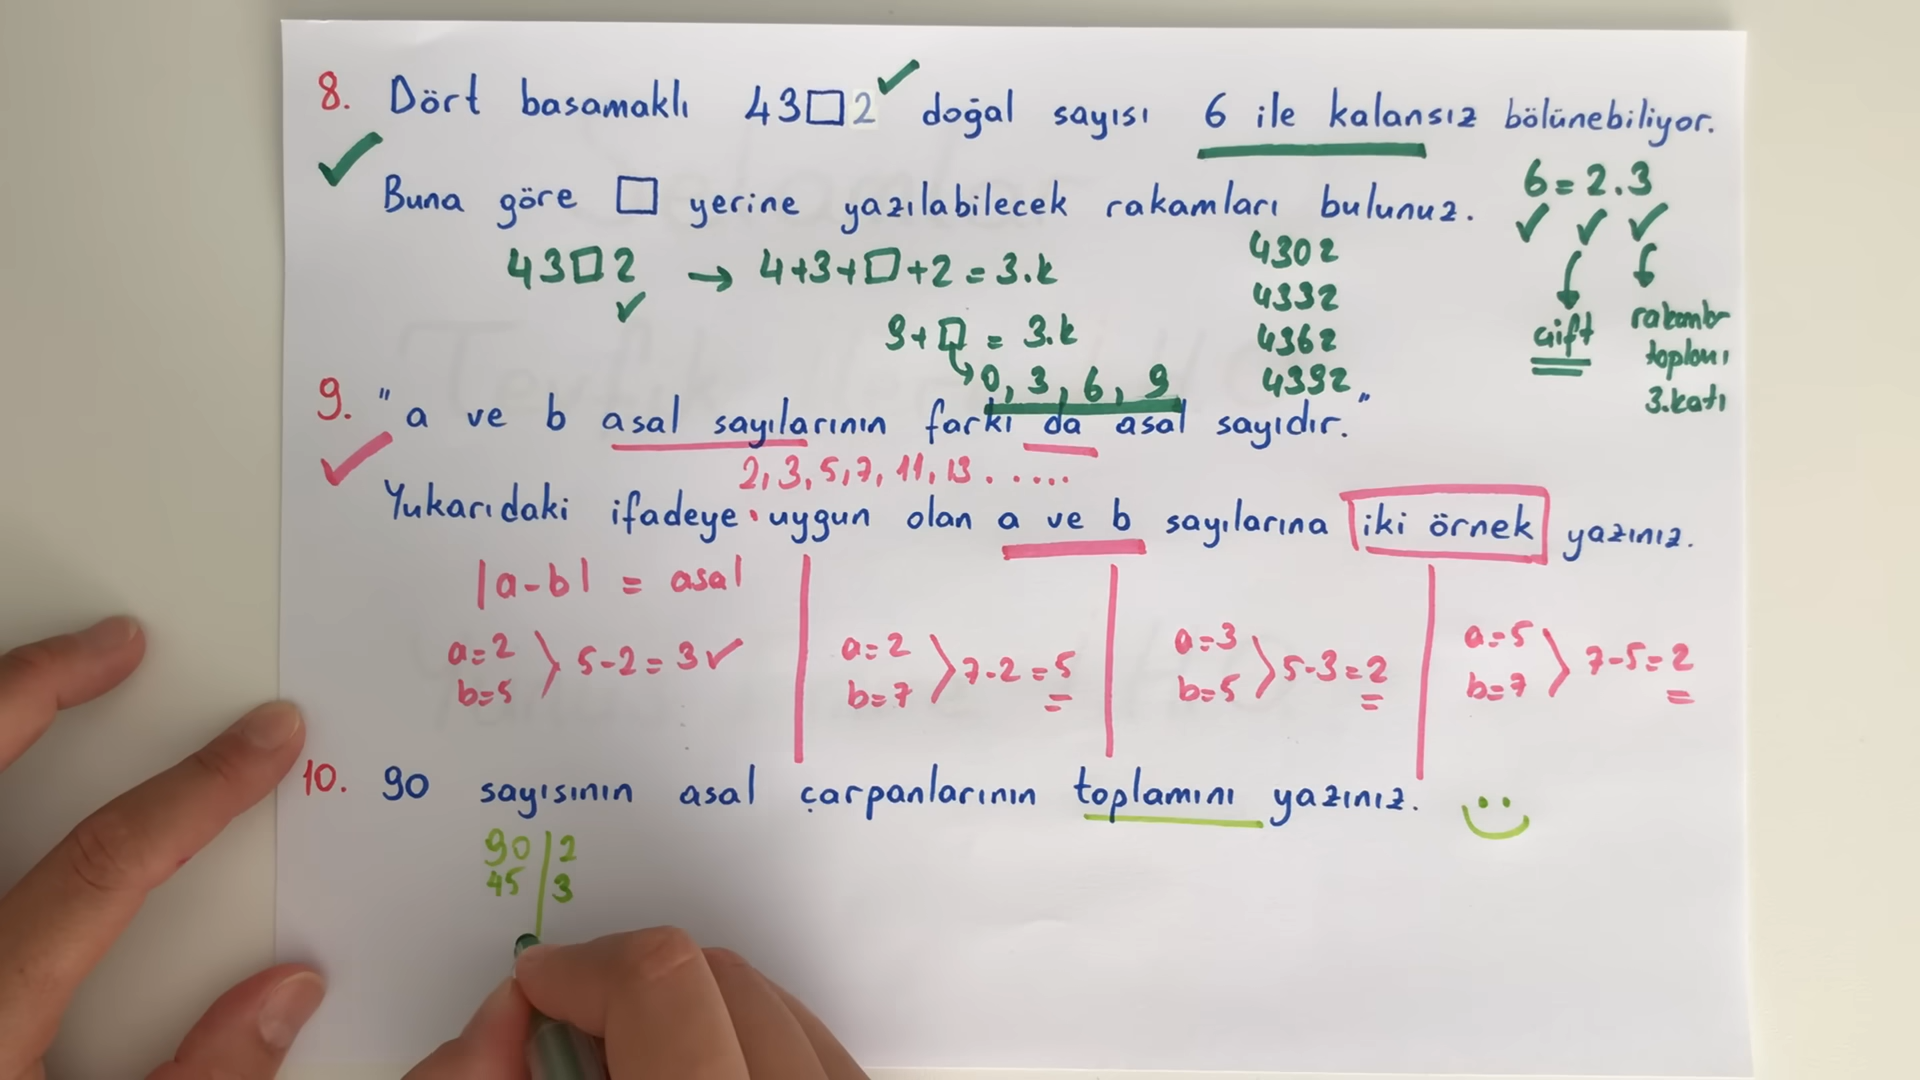 8. Dört basamaklı 43□2 ✓ doğal sayısı 6 ile kalansız bölünebiliyor.
✓ Buna göre □ yerine yazılabilecek rakamları bulunuz.
6=2.3
✓ ✓ ✓
çift
rakamlar
toplamı
3.katı
43□2 → 4+3+□+2=3.k
✓
9+□ = 3.k
0, 3, 6, 9
4302
4332
4362
4392
9. "a ve b asal sayılarının farkı da asal sayıdır."
✓ 2, 3, 5, 7, 11, 13 . . . . . .
Yukarıdaki ifadeye uygun olan a ve b sayılarına iki örnek yazınız.
|a-b| = asal
a=2
b=5
5-2=3 ✓
a=2
b=7
7-2=5
a=3
b=5
5-3=2
a=5
b=7
7-5=2
10. 90 sayısının asal çarpanlarının toplamını yazınız.
90 | 2
45 | 3